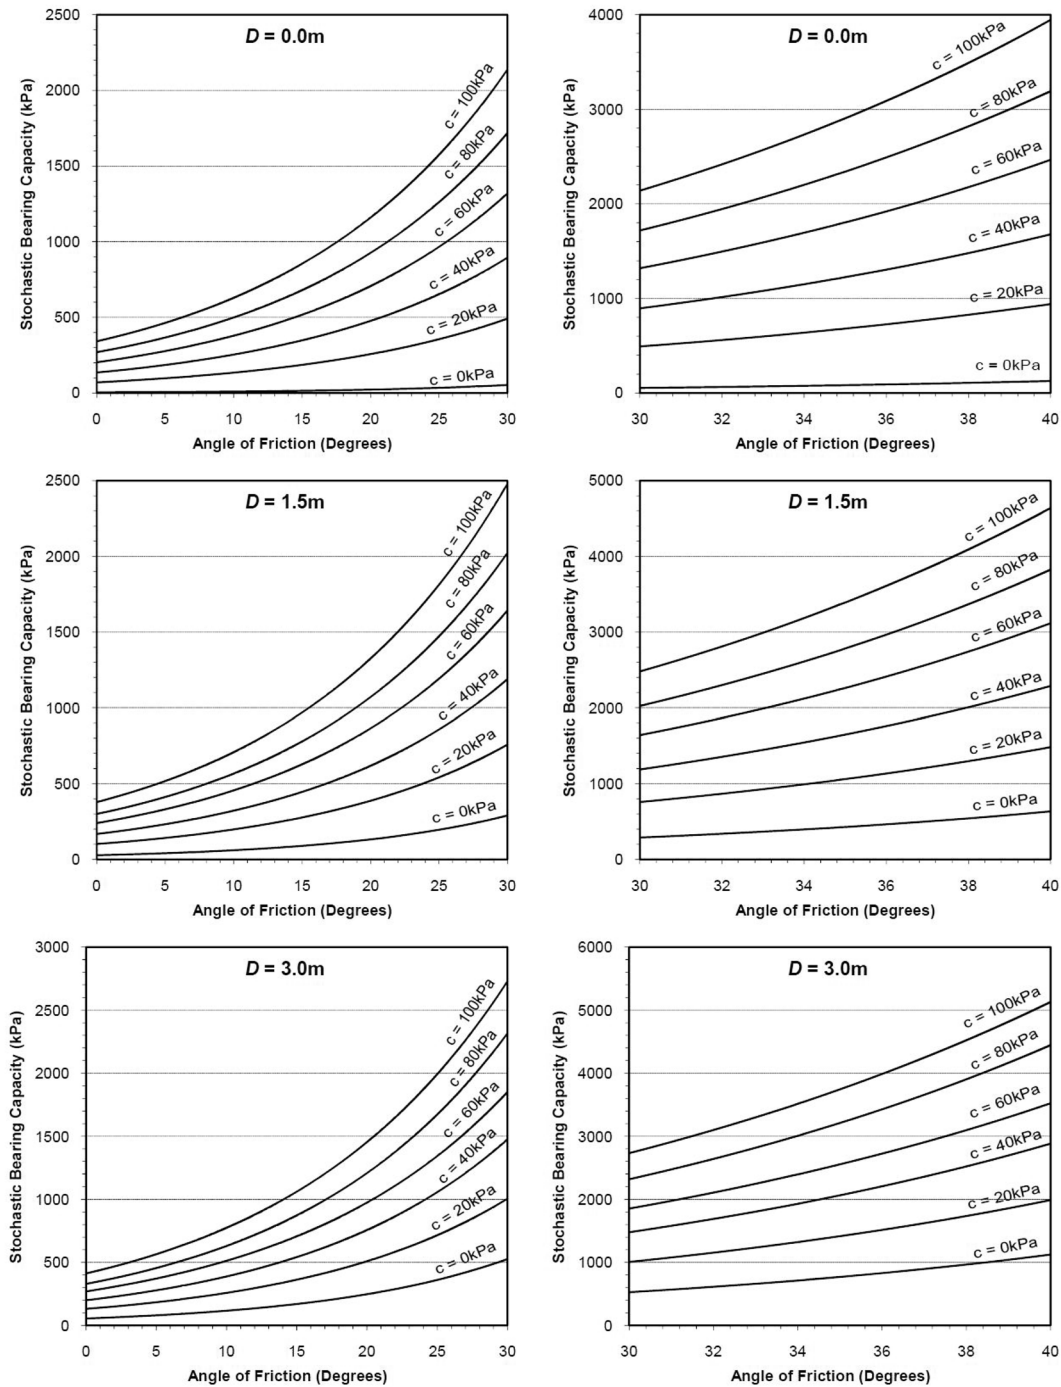 D = 0.0m
Stochastic Bearing Capacity (kPa)
2500
2000
1500
1000
500
0
c = 100kPa
c = 80kPa
c = 60kPa
c = 40kPa
c = 20kPa
c = 0kPa
0 5 10 15 20 25 30
Angle of Friction (Degrees)
D = 0.0m
Stochastic Bearing Capacity (kPa)
4000
3000
2000
1000
0
c = 100kPa
c = 80kPa
c = 60kPa
c = 40kPa
c = 20kPa
c = 0kPa
30 32 34 36 38 40
Angle of Friction (Degrees)
D = 1.5m
Stochastic Bearing Capacity (kPa)
2500
2000
1500
1000
500
0
c = 100kPa
c = 80kPa
c = 60kPa
c = 40kPa
c = 20kPa
c = 0kPa
0 5 10 15 20 25 30
Angle of Friction (Degrees)
D = 1.5m
Stochastic Bearing Capacity (kPa)
5000
4000
3000
2000
1000
0
c = 100kPa
c = 80kPa
c = 60kPa
c = 40kPa
c = 20kPa
c = 0kPa
30 32 34 36 38 40
Angle of Friction (Degrees)
D = 3.0m
Stochastic Bearing Capacity (kPa)
3000
2500
2000
1500
1000
500
0
c = 100kPa
c = 80kPa
c = 60kPa
c = 40kPa
c = 20kPa
c = 0kPa
0 5 10 15 20 25 30
Angle of Friction (Degrees)
D = 3.0m
Stochastic Bearing Capacity (kPa)
6000
5000
4000
3000
2000
1000
0
c = 100kPa
c = 80kPa
c = 60kPa
c = 40kPa
c = 20kPa
c = 0kPa
30 32 34 36 38 40
Angle of Friction (Degrees)